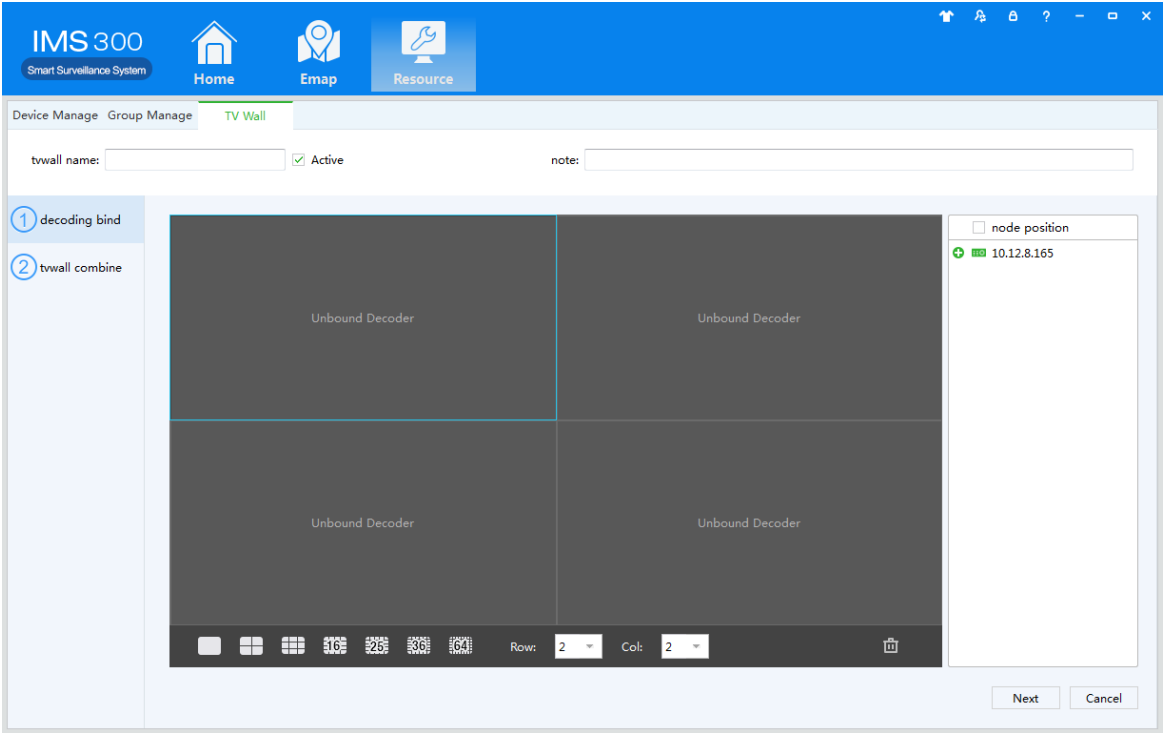 IMS 300
Smart Surveillance System
Home
Emap
Resource
?
Device Manage Group Manage TV Wall
tvwall name: Active note:
1 decoding bind
2 tvwall combine
node position
10.12.8.165
Unbound Decoder Unbound Decoder
Unbound Decoder Unbound Decoder
16 25 36 64 Row: 2 Col: 2
Next Cancel